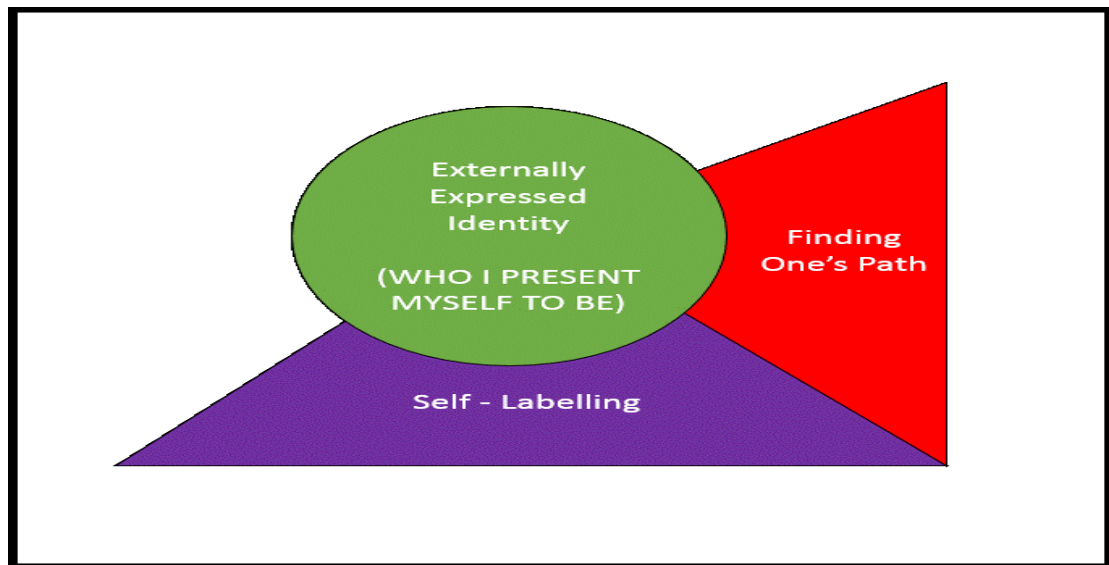 Externally
Expressed
Identity
(WHO I PRESENT
MYSELF TO BE)
Finding
One’s Path
Self - Labelling